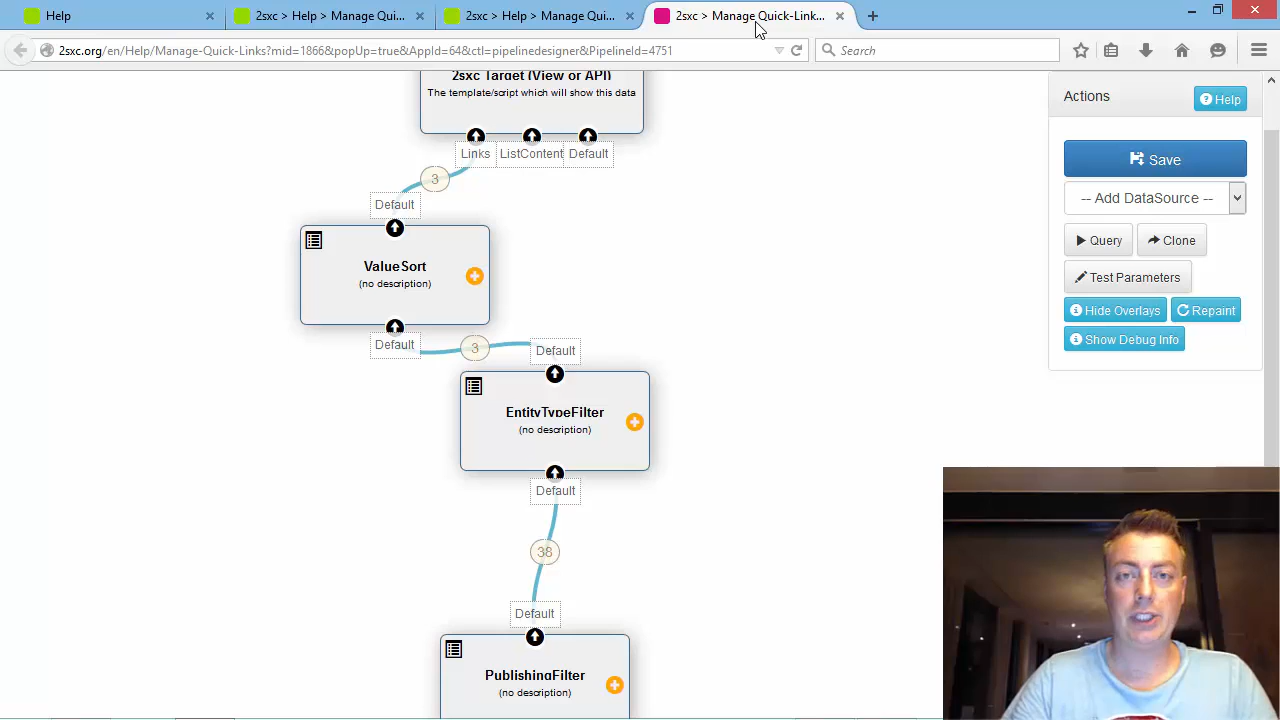 Help
2sxc > Help > Manage Qu...
2sxc > Help > Manage Qu...
2sxc > Manage Quick-Link...
2sxc.org/en/Help/Manage-Quick-Links?mid=1866&popUp=true&AppId=64&ctl=pipelinedesigner&PipelineId=4751
Search
2sxc Target (View or API)
The template/script which will show this data
Links
ListContent
Default
3
Default
ValueSort
(no description)
Default
3
Default
EntityTypeFilter
(no description)
Default
38
Default
PublishingFilter
(no description)
Actions
Help
Save
-- Add DataSource --
Query
Clone
Test Parameters
Hide Overlays
Repaint
Show Debug Info